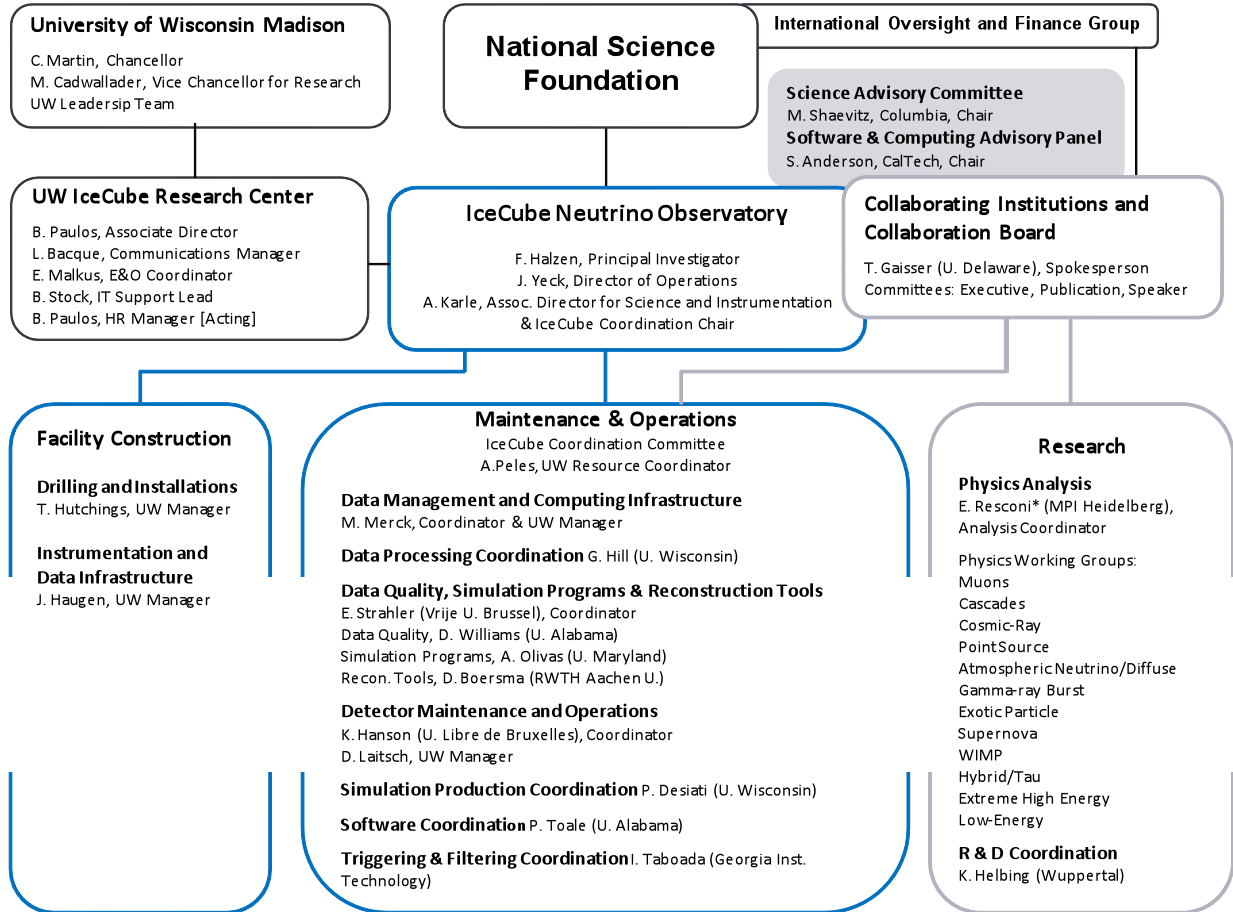 University of Wisconsin Madison
C. Martin, Chancellor
M. Cadwallader, Vice Chancellor for Research
UW Leadersip Team
National Science
Foundation
International Oversight and Finance Group
Science Advisory Committee
M. Shaevitz, Columbia, Chair
Software & Computing Advisory Panel
S. Anderson, CalTech, Chair
UW IceCube Research Center
B. Paulos, Associate Director
L. Bacque, Communications Manager
E. Malkus, E&O Coordinator
B. Stock, IT Support Lead
B. Paulos, HR Manager [Acting]
IceCube Neutrino Observatory
F. Halzen, Principal Investigator
J. Yeck, Director of Operations
A. Karle, Assoc. Director for Science and Instrumentation
& IceCube Coordination Chair
Collaborating Institutions and
Collaboration Board
T. Gaisser (U. Delaware), Spokesperson
Committees: Executive, Publication, Speaker
Facility Construction
Drilling and Installations
T. Hutchings, UW Manager
Instrumentation and
Data Infrastructure
J. Haugen, UW Manager
Maintenance & Operations
IceCube Coordination Committee
A.Peles, UW Resource Coordinator
Data Management and Computing Infrastructure
M. Merck, Coordinator & UW Manager
Data Processing Coordination G. Hill (U. Wisconsin)
Data Quality, Simulation Programs & Reconstruction Tools
E. Strahler (Vrije U. Brussel), Coordinator
Data Quality, D. Williams (U. Alabama)
Simulation Programs, A. Olivas (U. Maryland)
Recon. Tools, D. Boersma (RWTH Aachen U.)
Detector Maintenance and Operations
K. Hanson (U. Libre de Bruxelles), Coordinator
D. Laitsch, UW Manager
Simulation Production Coordination P. Desiati (U. Wisconsin)
Software Coordination P. Toale (U. Alabama)
Triggering & Filtering Coordination I. Taboada (Georgia Inst.
Technology)
Research
Physics Analysis
E. Resconi* (MPI Heidelberg),
Analysis Coordinator
Physics Working Groups:
Muons
Cascades
Cosmic-Ray
Point Source
Atmospheric Neutrino/Diffuse
Gamma-ray Burst
Exotic Particle
Supernova
WIMP
Hybrid/Tau
Extreme High Energy
Low-Energy
R & D Coordination
K. Helbing (Wuppertal)